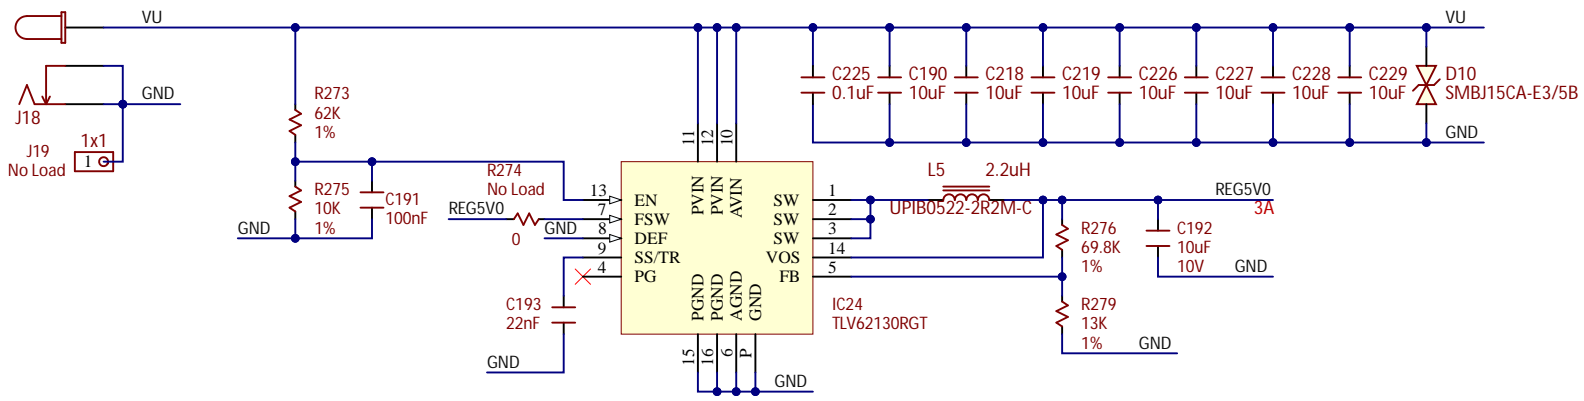 VU
VU
GND
J18
J19
No Load
1x1
1
R273
62K
1%
R275
10K
1%
C191
100nF
GND
R274
No Load
REG5V0
0
GND
C193
22nF
GND
11
12
10
PVIN
PVIN
AVIN
13
EN
7
FSW
8
DEF
9
SS/TR
4
PG
SW
1
SW
2
SW
3
VOS
14
FB
5
PGND
PGND
AGND
GND
15
16
6
P
GND
IC24
TLV62130RGT
L5
2.2uH
UPIB0522-2R2M-C
C225
0.1uF
C190
10uF
C218
10uF
C219
10uF
C226
10uF
C227
10uF
C228
10uF
C229
10uF
D10
SMBJ15CA-E3/5B
GND
REG5V0
3A
R276
69.8K
1%
C192
10uF
10V
GND
R279
13K
1%
GND